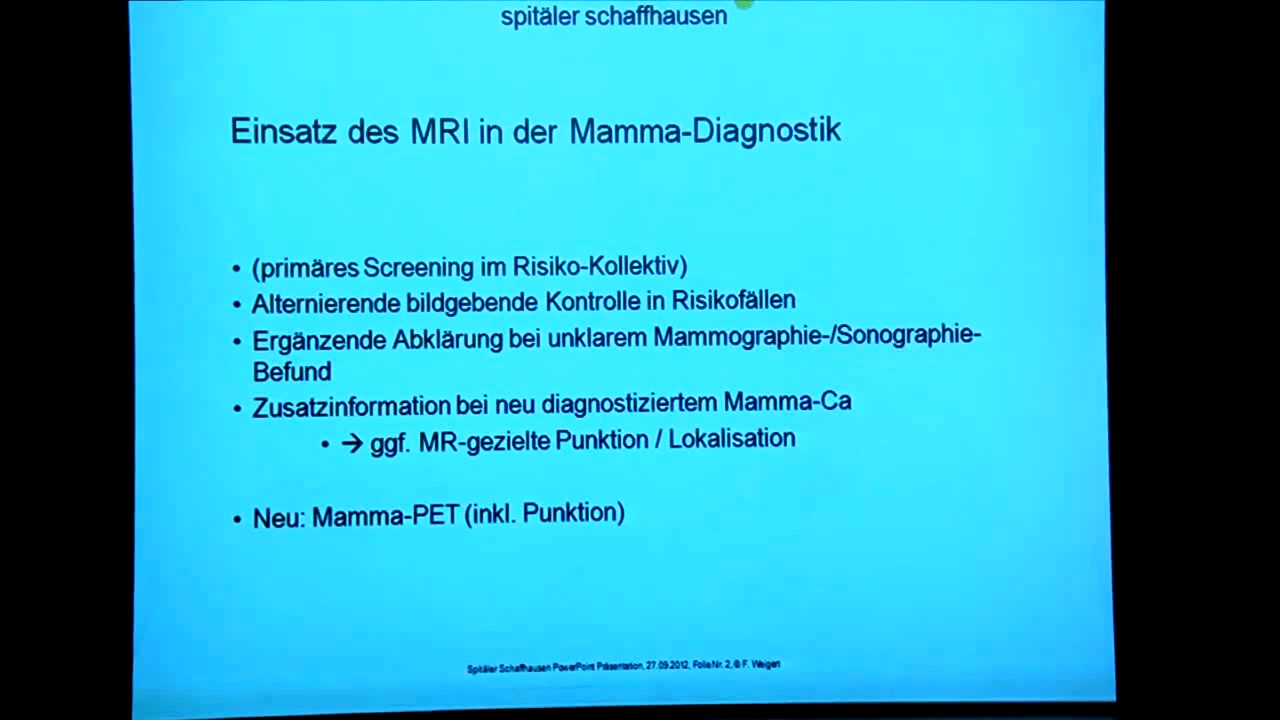 spitäler schaffhausen
Einsatz des MRI in der Mamma-Diagnostik
• (primäres Screening im Risiko-Kollektiv)
• Alternierende bildgebende Kontrolle in Risikofällen
• Ergänzende Abklärung bei unklarem Mammographie-/Sonographie-
Befund
• Zusatzinformation bei neu diagnostiziertem Mamma-Ca
• → ggf. MR-gezielte Punktion / Lokalisation
• Neu: Mamma-PET (inkl. Punktion)
Spitäler Schaffhausen PowerPoint Präsentation, 27.09.2012, Folie Nr. 2, © F. Weigert